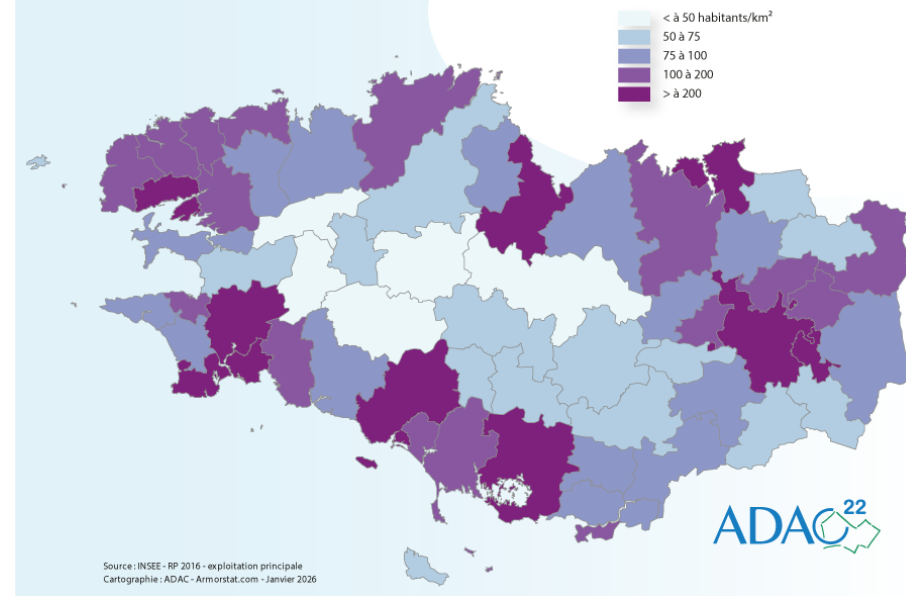 < à 50 habitants/km²
50 à 75
75 à 100
100 à 200
> à 200
ADAC 22
Source : INSEE - RP 2016 - exploitation principale
Cartographie : ADAC - Armorstat.com - Janvier 2026